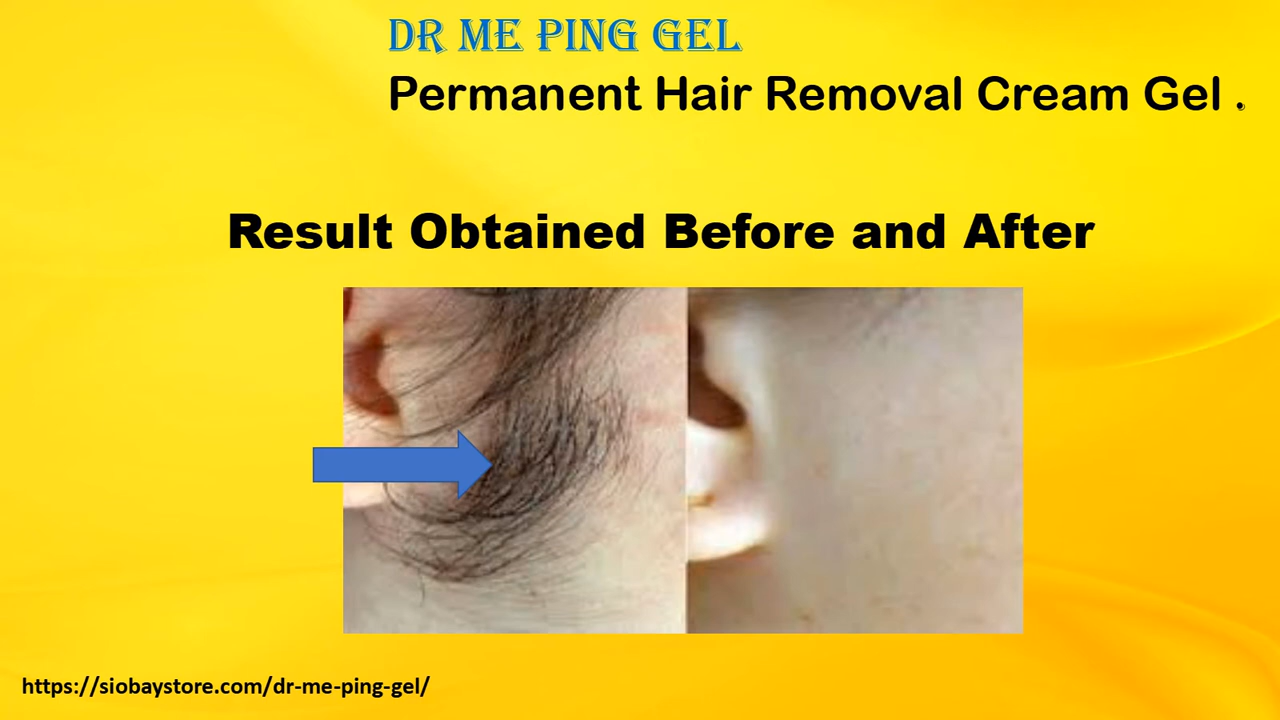 DR ME PING GEL
Permanent Hair Removal Cream Gel .
Result Obtained Before and After
https://siobaystore.com/dr-me-ping-gel/